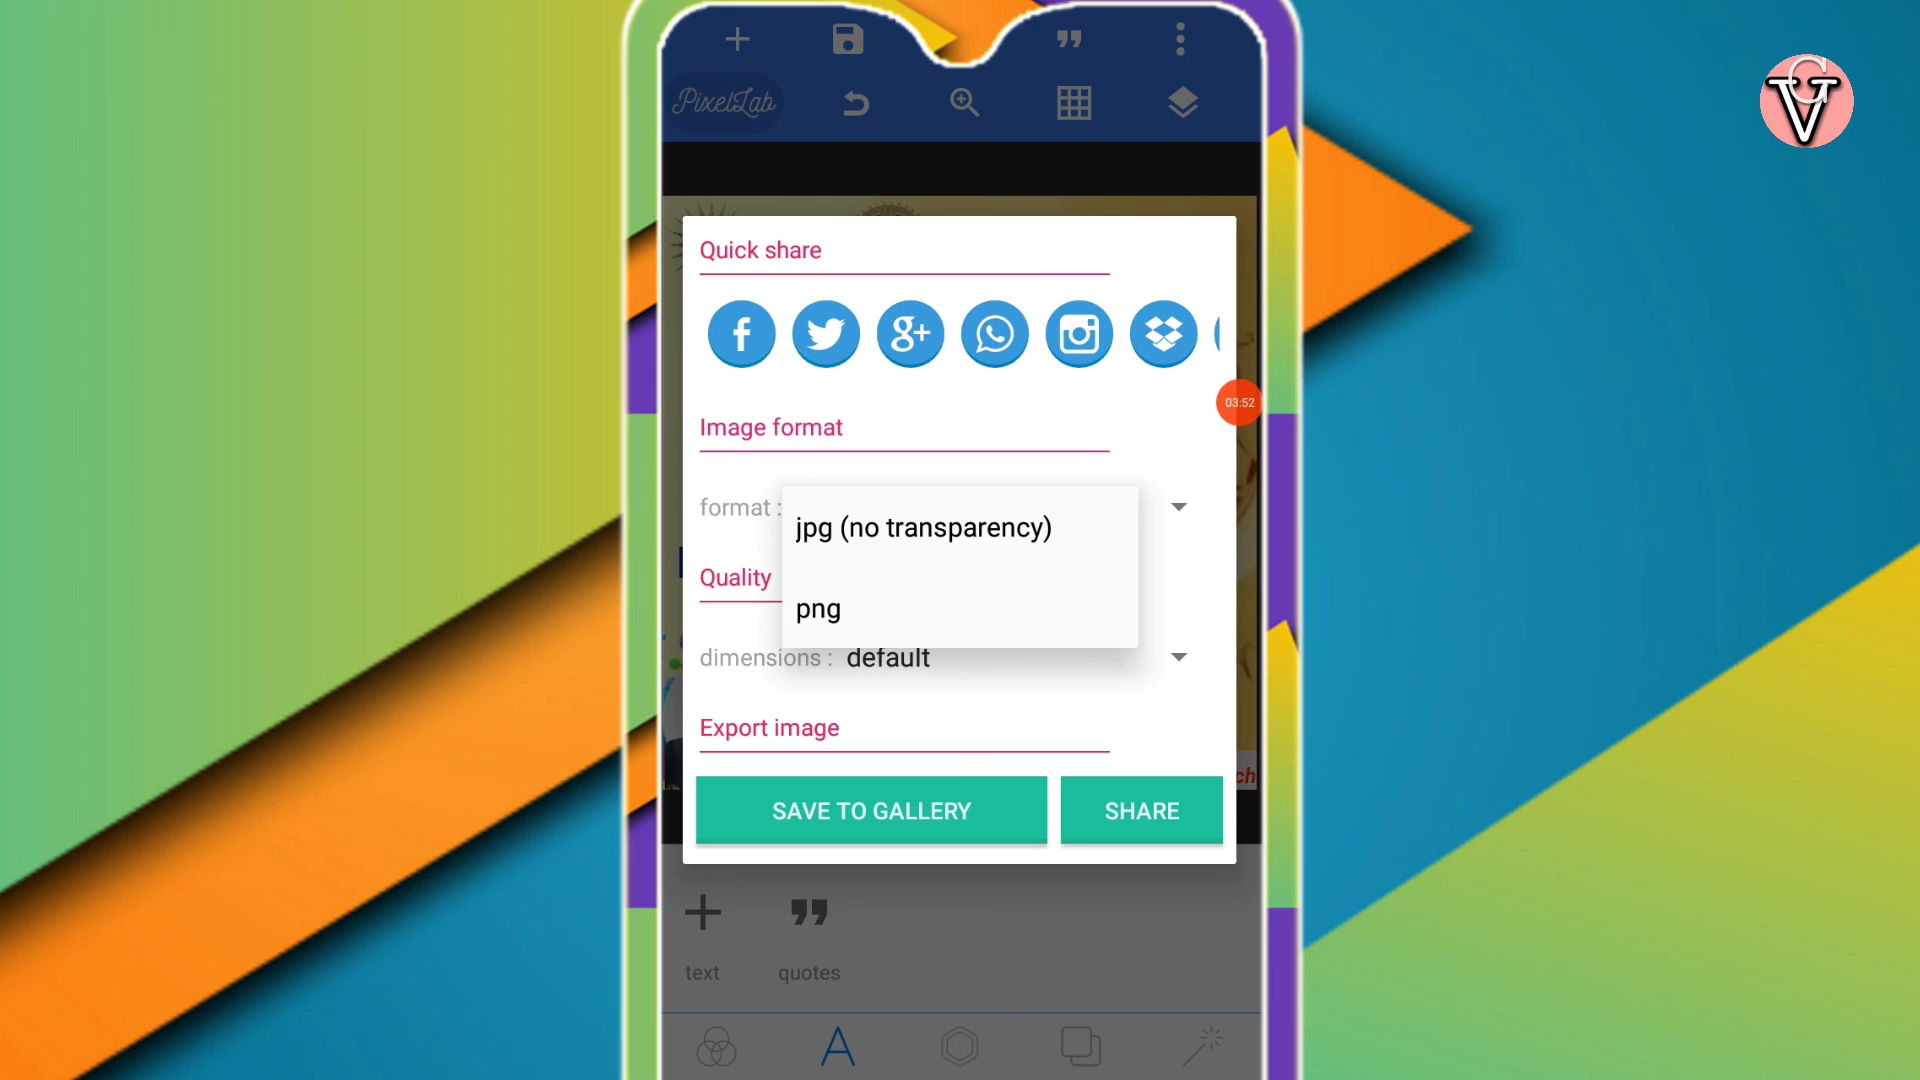 PixelLab
Quick share
Image format
03:52
format :
jpg (no transparency)
Quality
png
dimensions : default
Export image
ch
SAVE TO GALLERY
SHARE
text
quotes